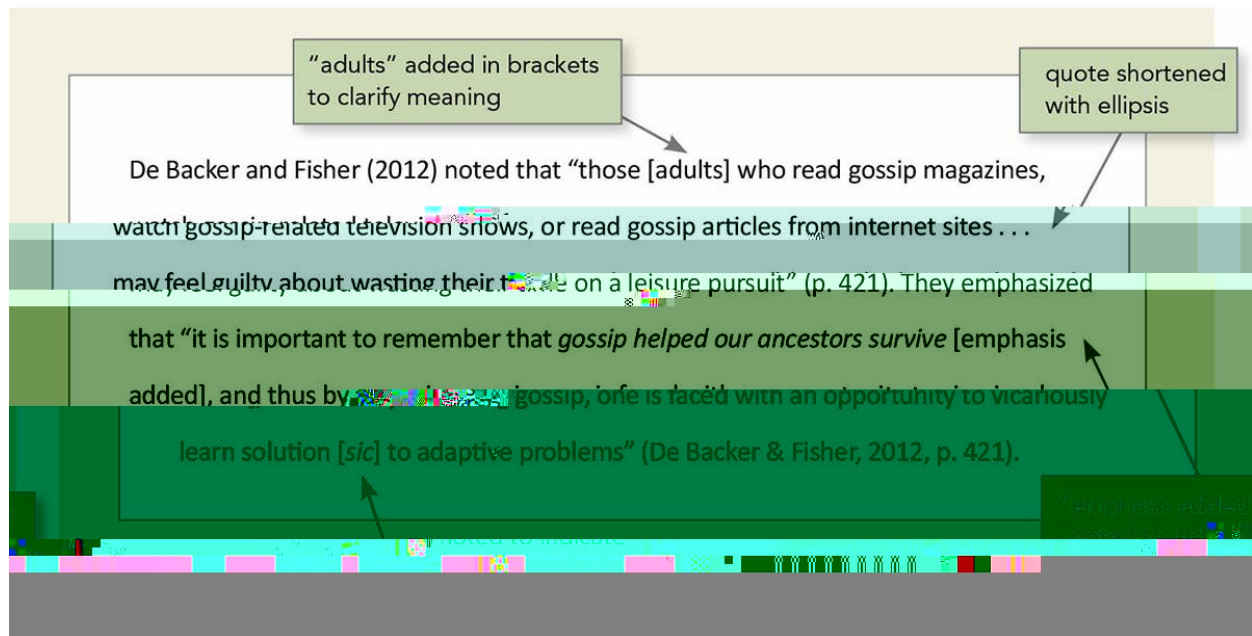 "adults" added in brackets
to clarify meaning
quote shortened
with ellipsis
De Backer and Fisher (2012) noted that “those [adults] who read gossip magazines,
watch gossip-related television shows, or read gossip articles from internet sites . . .
may feel guilty about wasting their on a leisure pursuit” (p. 421). They emphasized
that “it is important to remember that gossip helped our ancestors survive [emphasis
added], and thus by gossip, one is faced with an opportunity to vicariously
learn solution [sic] to adaptive problems” (De Backer & Fisher, 2012, p. 421).
"emphasis added
noted to indicate